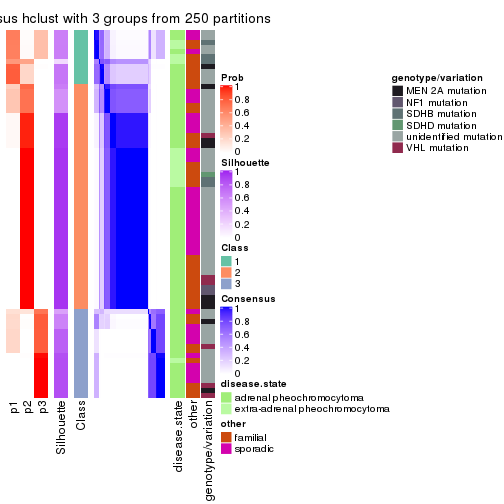 sus hclust with 3 groups from 250 partitions
Prob
1
0.8
0.6
0.4
0.2
0
Silhouette
1
0.8
0.6
0.4
0.2
0
Class
1
2
3
Consensus
1
0.8
0.6
0.4
0.2
0
disease.state
adrenal pheochromocytoma
extra-adrenal pheochromocytoma
other
familial
sporadic
genotype/variation
MEN 2A mutation
NF1 mutation
SDHB mutation
SDHD mutation
unidentified mutation
VHL mutation
p1
p2
p3
Silhouette
Class
disease.state
other
genotype/variation